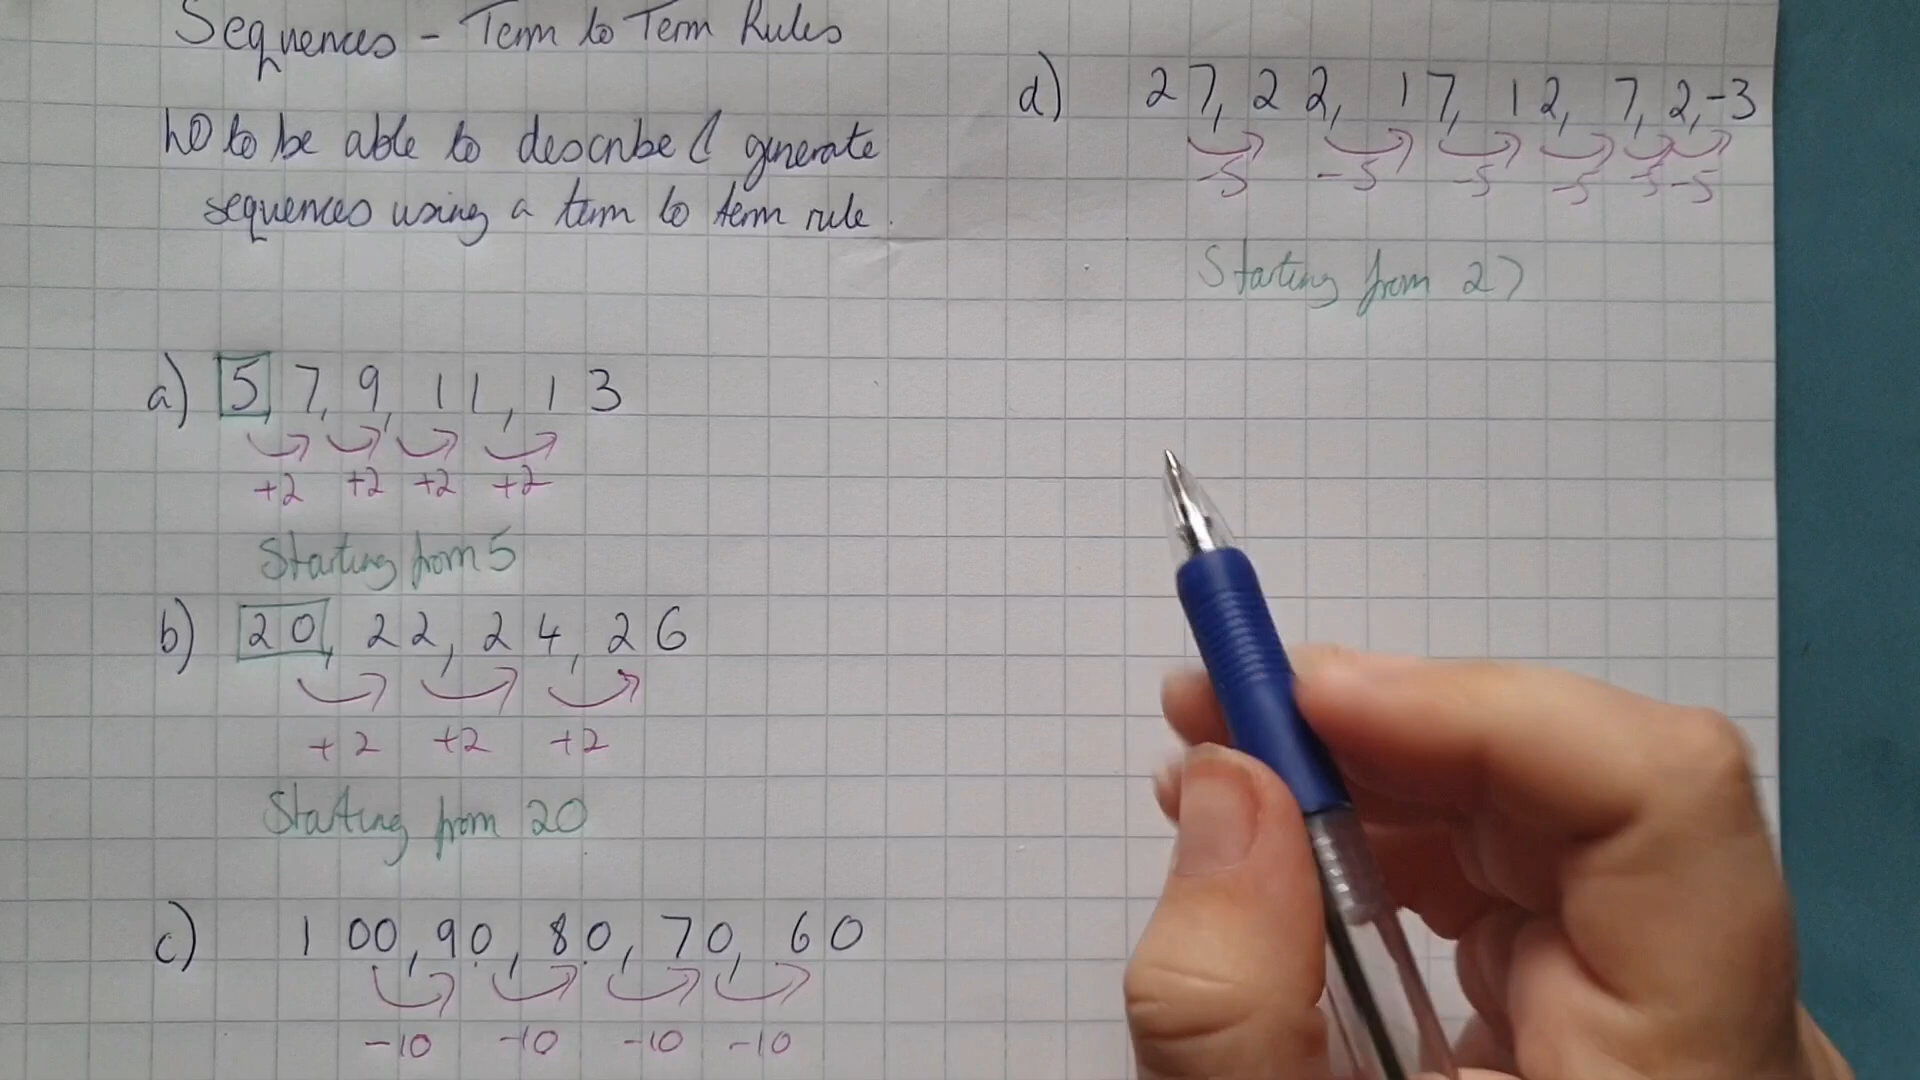 Sequences - Term to Term Rules
LO to be able to describe & generate
sequences using a term to term rule.
a) 5, 7, 9, 11, 13
+2 +2 +2 +2
Starting from 5
b) 20, 22, 24, 26
+2 +2 +2
Starting from 20
c) 100, 90, 80, 70, 60
-10 -10 -10 -10
d) 27, 22, 17, 12, 7, 2, -3
-5 -5 -5 -5 -5 -5
Starting from 27